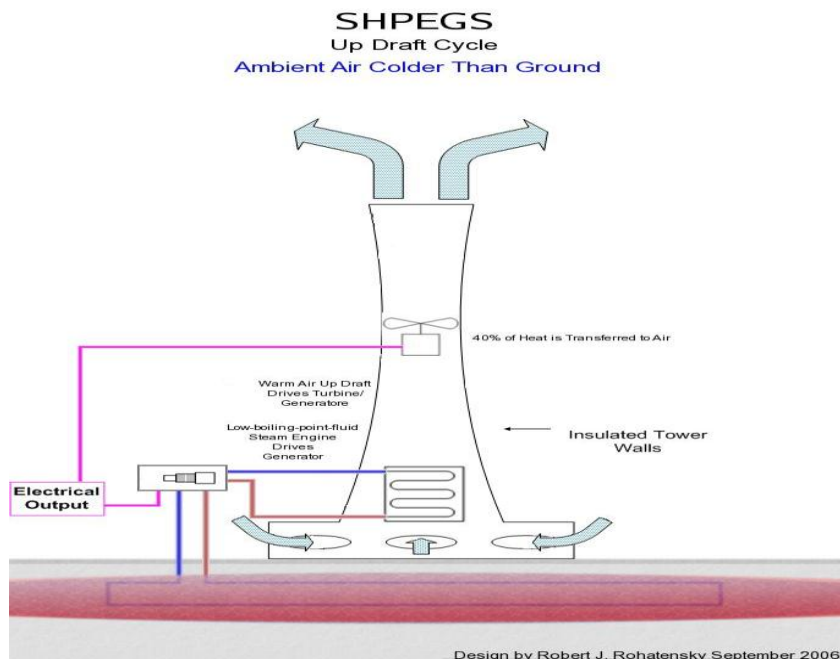 SHPEGS
Up Draft Cycle
Ambient Air Colder Than Ground
40% of Heat is Transferred to Air
Warm Air Up Draft
Drives Turbine/
Generatore
Low-boiling-point-fluid
Steam Engine
Drives
Generator
Insulated Tower
Walls
Electrical
Output
Design by Robert J. Rohatensky September 2006